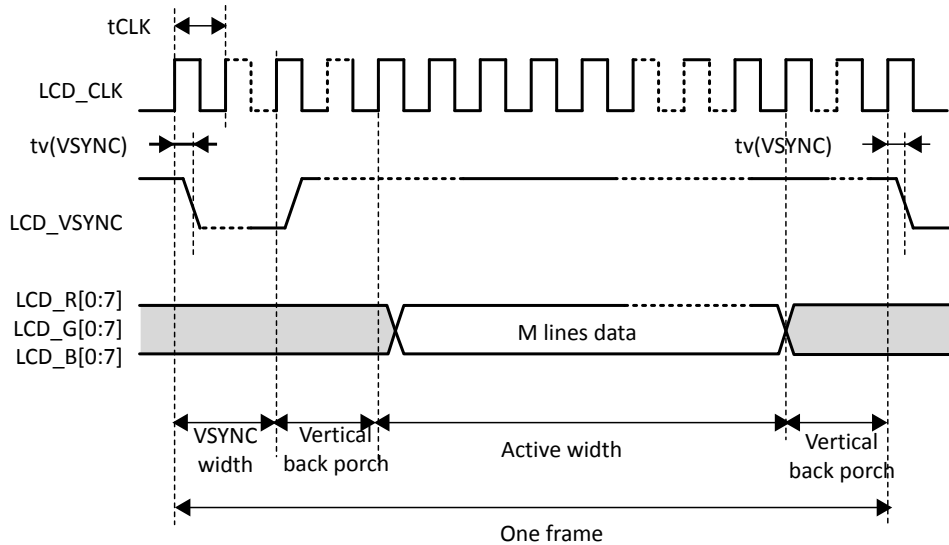 tCLK
LCD_CLK
tv(VSYNC)
tv(VSYNC)
LCD_VSYNC
LCD_R[0:7]
LCD_G[0:7]
LCD_B[0:7]
M lines data
VSYNC
width
Vertical
back porch
Active width
Vertical
back porch
One frame